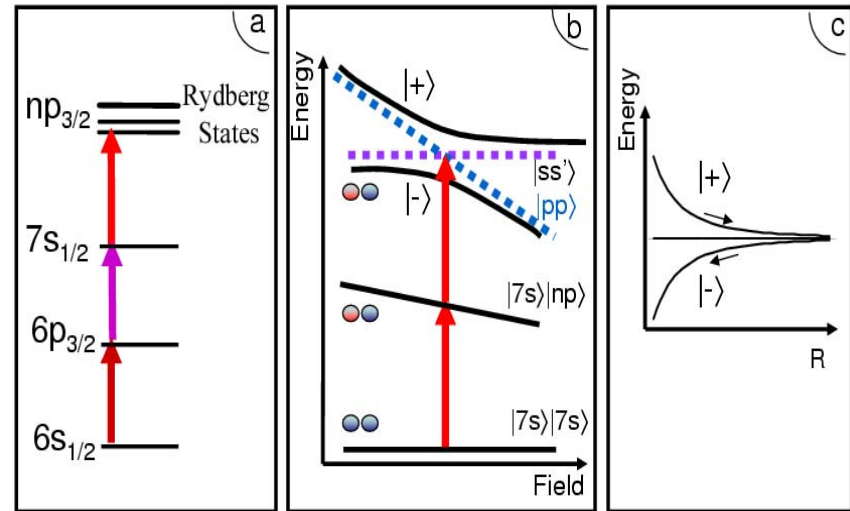 a
np3/2
Rydberg
States
7s1/2
6p3/2
6s1/2
b
Energy
|+⟩
|ss'⟩
|-⟩
|pp⟩
|7s⟩|np⟩
|7s⟩|7s⟩
Field
c
Energy
|+⟩
|-⟩
R